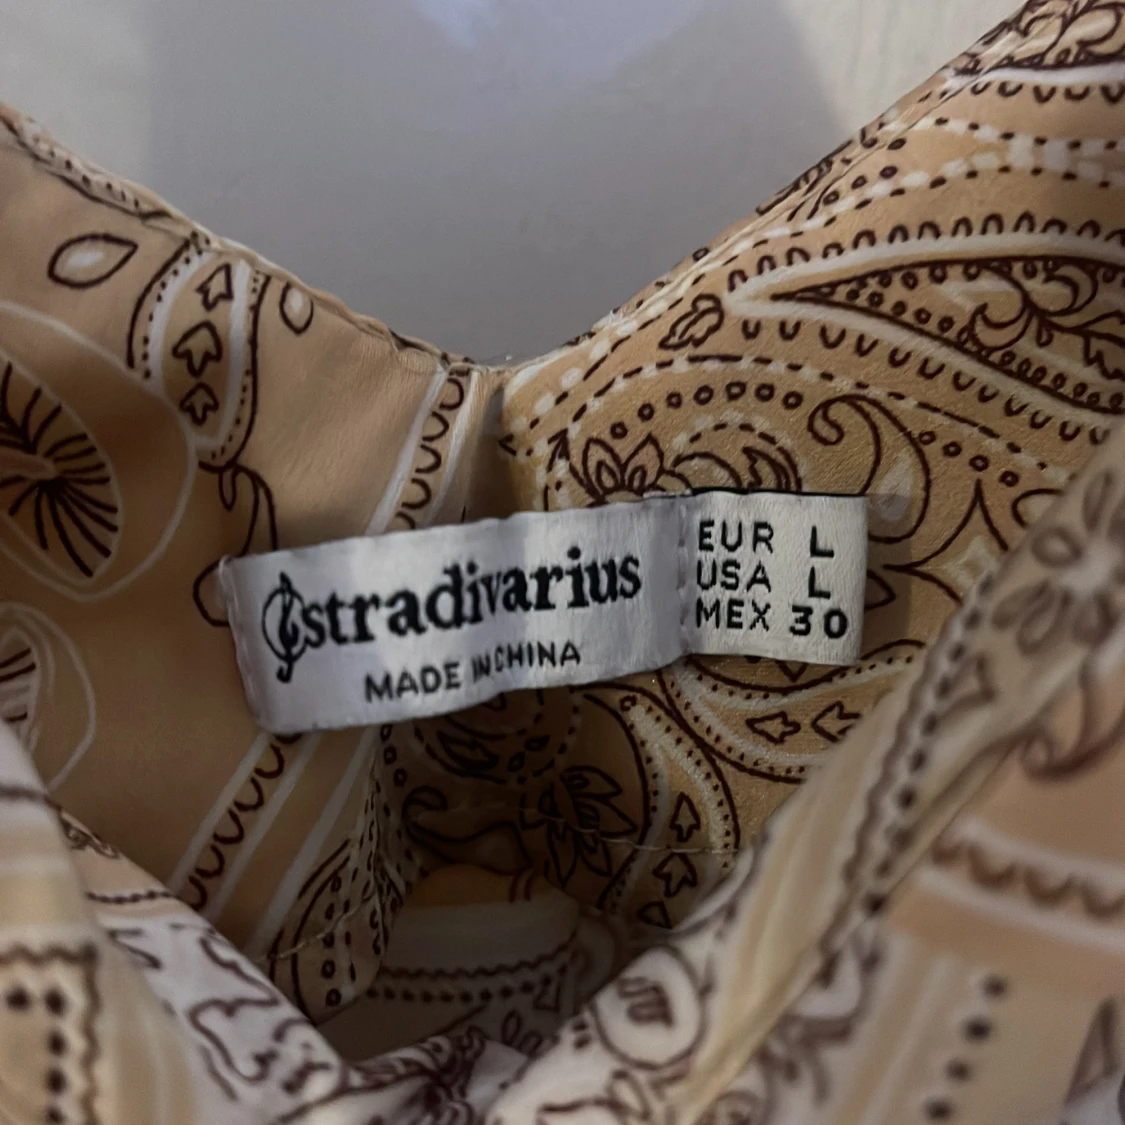 stradivarius
MADE IN CHINA
EUR L
USA L
MEX 30